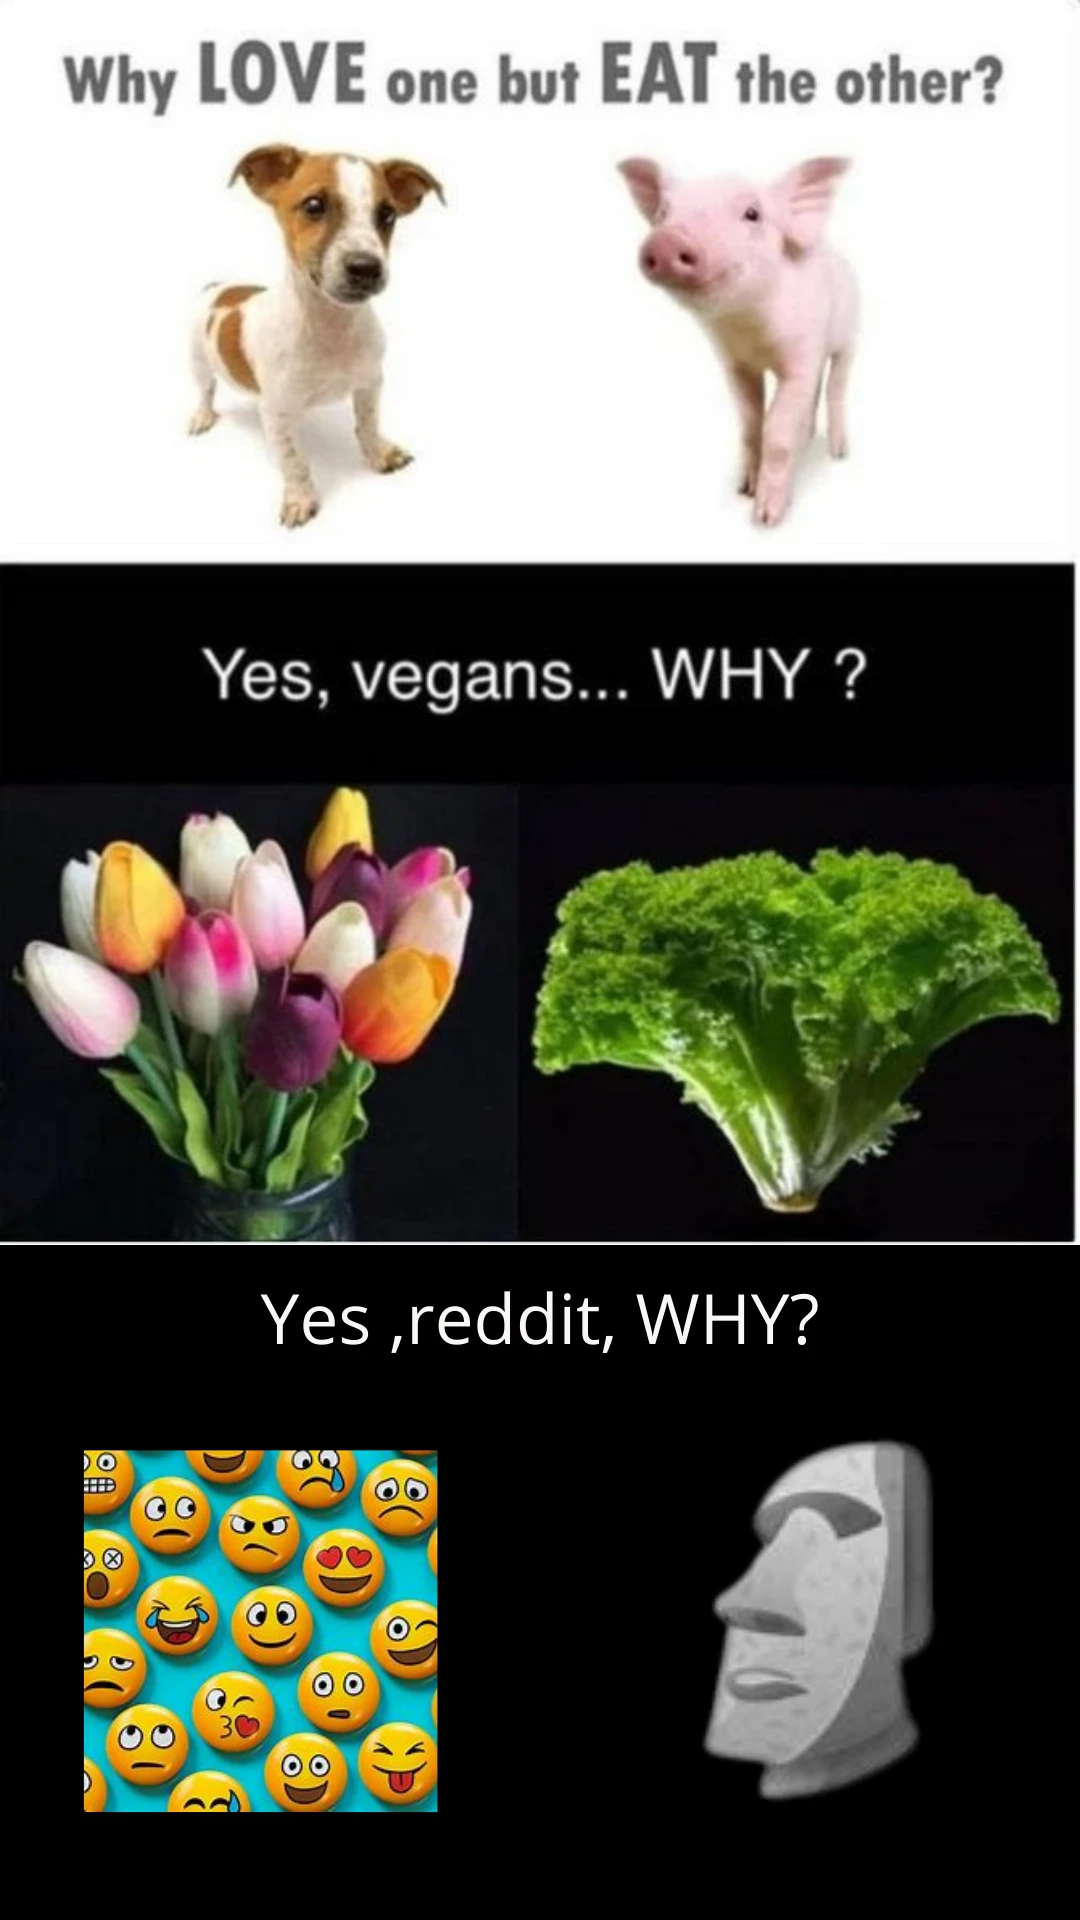 Why LOVE one but EAT the other?
Yes, vegans... WHY ?
Yes ,reddit, WHY?